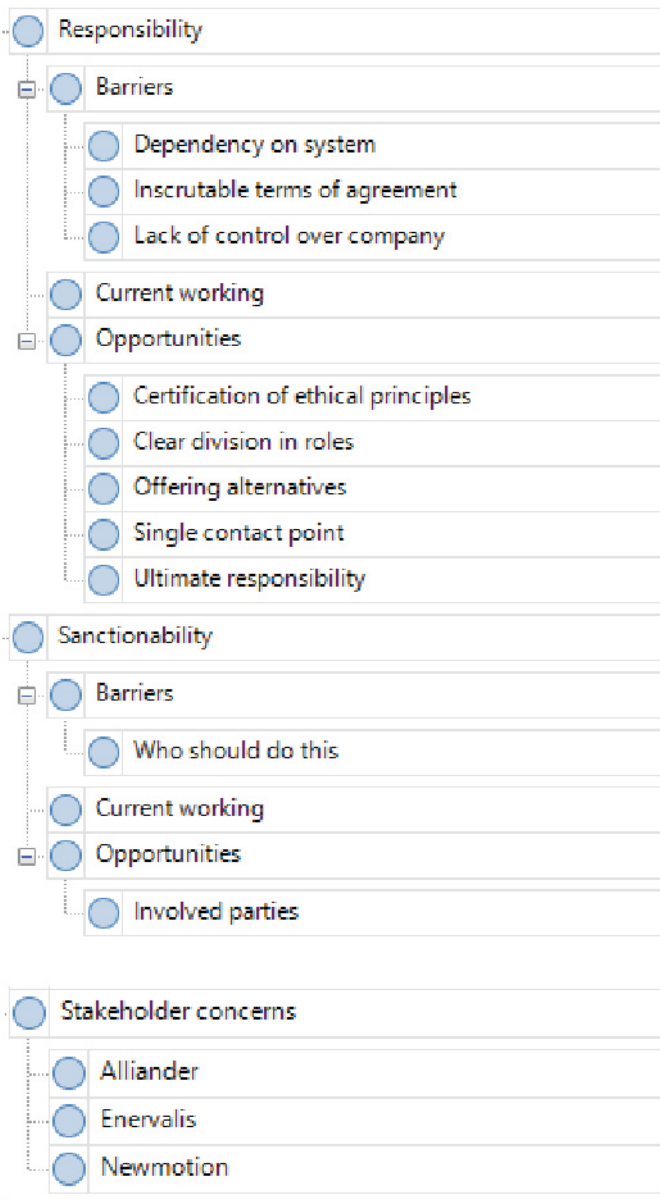 Responsibility
Barriers
Dependency on system
Inscrutable terms of agreement
Lack of control over company
Current working
Opportunities
Certification of ethical principles
Clear division in roles
Offering alternatives
Single contact point
Ultimate responsibility
Sanctionability
Barriers
Who should do this
Current working
Opportunities
Involved parties
Stakeholder concerns
Alliander
Enervalis
Newmotion